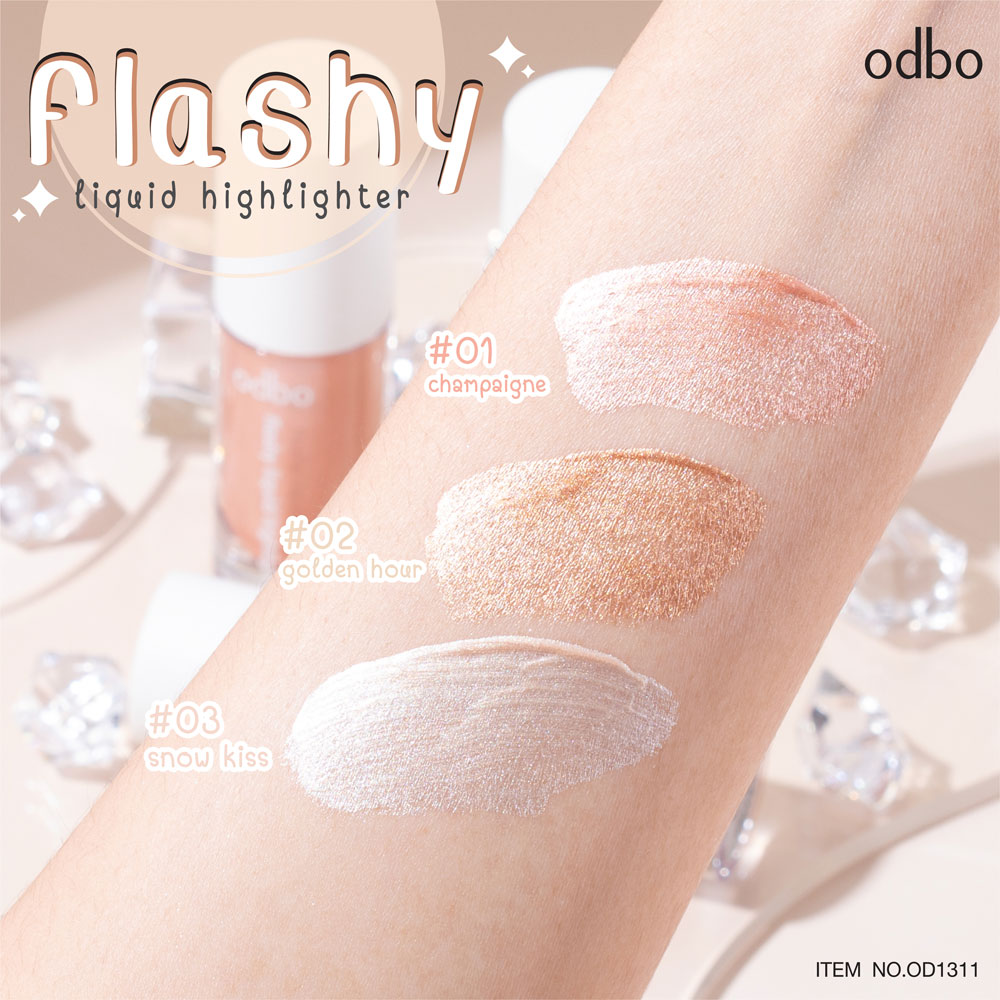 flashy
liquid highlighter
odbo
#01
champaigne
odbo
#02
golden hour
#03
snow kiss
ITEM NO.OD1311